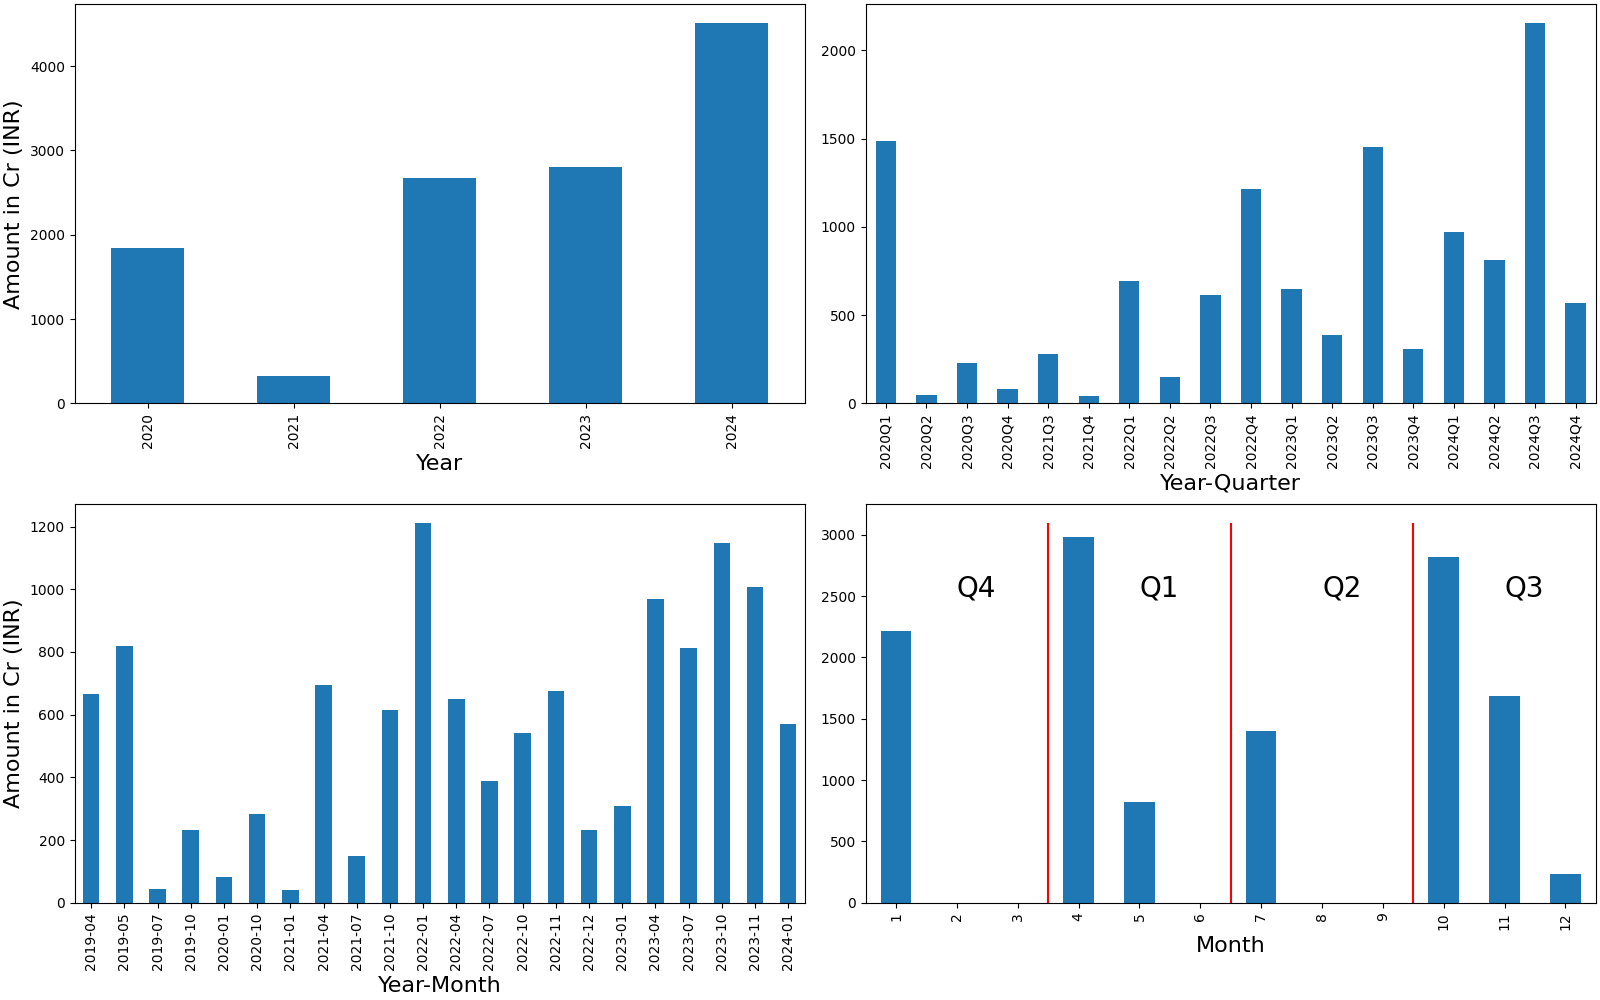 Amount in Cr (INR)
4000
3000
2000
1000
0
2020
2021
2022
2023
2024
Year
2000
1500
1000
500
0
2020Q1
2020Q2
2020Q3
2020Q4
2021Q3
2021Q4
2022Q1
2022Q2
2022Q3
2022Q4
2023Q1
2023Q2
2023Q3
2023Q4
2024Q1
2024Q2
2024Q3
2024Q4
Year-Quarter
Amount in Cr (INR)
1200
1000
800
600
400
200
0
2019-04
2019-05
2019-07
2019-10
2020-01
2020-10
2021-01
2021-04
2021-07
2021-10
2022-01
2022-04
2022-07
2022-10
2022-11
2022-12
2023-01
2023-04
2023-07
2023-10
2023-11
2024-01
Year-Month
3000
2500
2000
1500
1000
500
0
Q4
Q1
Q2
Q3
1
2
3
4
5
6
7
8
9
10
11
12
Month